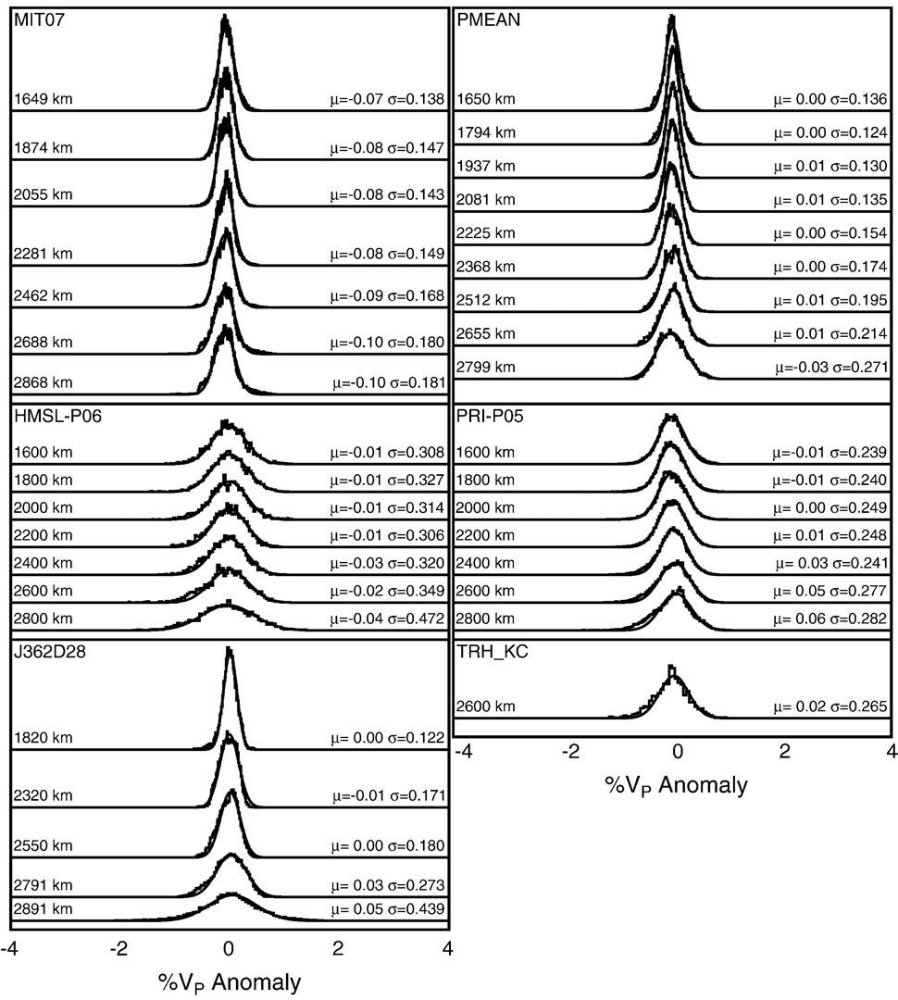 MIT07
1649 km μ=-0.07 σ=0.138
1874 km μ=-0.08 σ=0.147
2055 km μ=-0.08 σ=0.143
2281 km μ=-0.08 σ=0.149
2462 km μ=-0.09 σ=0.168
2688 km μ=-0.10 σ=0.180
2868 km μ=-0.10 σ=0.181
HMSL-P06
1600 km μ=-0.01 σ=0.308
1800 km μ=-0.01 σ=0.327
2000 km μ=-0.01 σ=0.314
2200 km μ=-0.01 σ=0.306
2400 km μ=-0.03 σ=0.320
2600 km μ=-0.02 σ=0.349
2800 km μ=-0.04 σ=0.472
J362D28
1820 km μ= 0.00 σ=0.122
2320 km μ=-0.01 σ=0.171
2550 km μ= 0.00 σ=0.180
2791 km μ= 0.03 σ=0.273
2891 km μ= 0.05 σ=0.439
-4 -2 0 2 4
%VP Anomaly
PMEAN
1650 km μ= 0.00 σ=0.136
1794 km μ= 0.00 σ=0.124
1937 km μ= 0.01 σ=0.130
2081 km μ= 0.01 σ=0.135
2225 km μ= 0.00 σ=0.154
2368 km μ= 0.00 σ=0.174
2512 km μ= 0.01 σ=0.195
2655 km μ= 0.01 σ=0.214
2799 km μ=-0.03 σ=0.271
PRI-P05
1600 km μ=-0.01 σ=0.239
1800 km μ=-0.01 σ=0.240
2000 km μ= 0.00 σ=0.249
2200 km μ= 0.01 σ=0.248
2400 km μ= 0.03 σ=0.241
2600 km μ= 0.05 σ=0.277
2800 km μ= 0.06 σ=0.282
TRH_KC
2600 km μ= 0.02 σ=0.265
-4 -2 0 2 4
%VP Anomaly